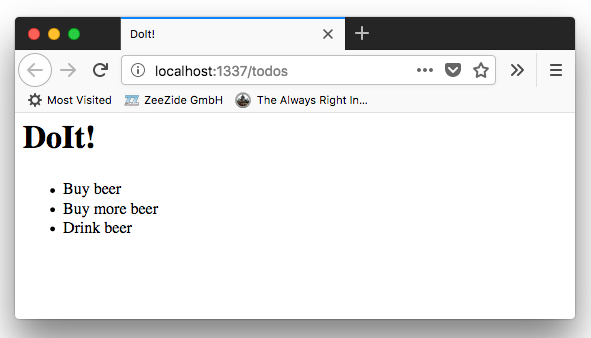 DoIt!
localhost:1337/todos
Most Visited ZeeZide GmbH The Always Right In...
DoIt!
• Buy beer
• Buy more beer
• Drink beer